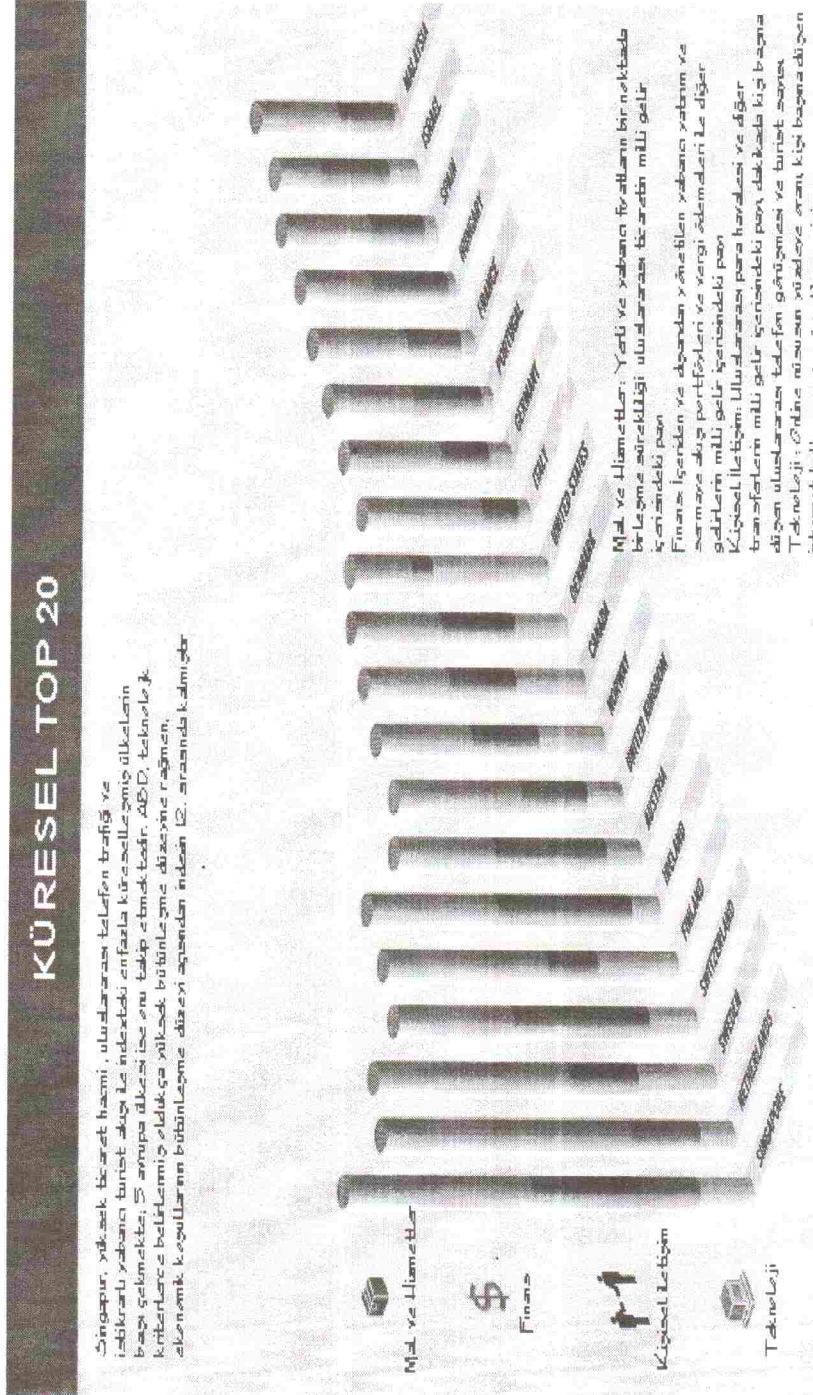 KÜRESEL TOP 20
Singapur, yüksek ticaret hacmi, uluslararası telefon trafiği ve
istikrarlı yabancı turist akışı ile indexteki en fazla küreselleşmiş ülkelerin
başı çekmekte; 5 avrupa ülkesi ise onu takip etmektedir. ABD, teknolojik
kriterlerce belirlenmiş oldukça yüksek bütünleşme düzeyine rağmen,
ekonomik koşullarının bütünleşme düzeyi açısından indexin 12. arasında kalmıştır
Mal ve Hizmetler
Finans
Kişisel İletişim
Teknoloji
SINGAPORE
NETHERLANDS
SWEDEN
SWITZERLAND
FINLAND
IRELAND
AUSTRIA
UNITED KINGDOM
NORWAY
CANADA
DENMARK
UNITED STATES
ITALY
GERMANY
PORTUGAL
FRANCE
HUNGARY
SPAIN
ISRAEL
MALAYSIA
Mal ve Hizmetler: Yerli ve yabancı fiyatların bir noktada
birleşme sürekliliği uluslararası ticaretin milli gelir
içerisindeki payı
Finans: İçeriden ve dışarıdan yönetilen yabancı yatırım ve
sermaye akışı portföyleri ve vergi ödemeleri ile diğer
gelirlerin milli gelir içerisindeki payı
Kişisel İletişim: Uluslararası para havalesi ve diğer
transferlerin milli gelir içerisindeki payı, dakikada kişi başına
düşen uluslararası telefon görüşmesi ve turist sayısı
Teknoloji: Online nüfusun yüzdeye oranı, kişi başına düşen